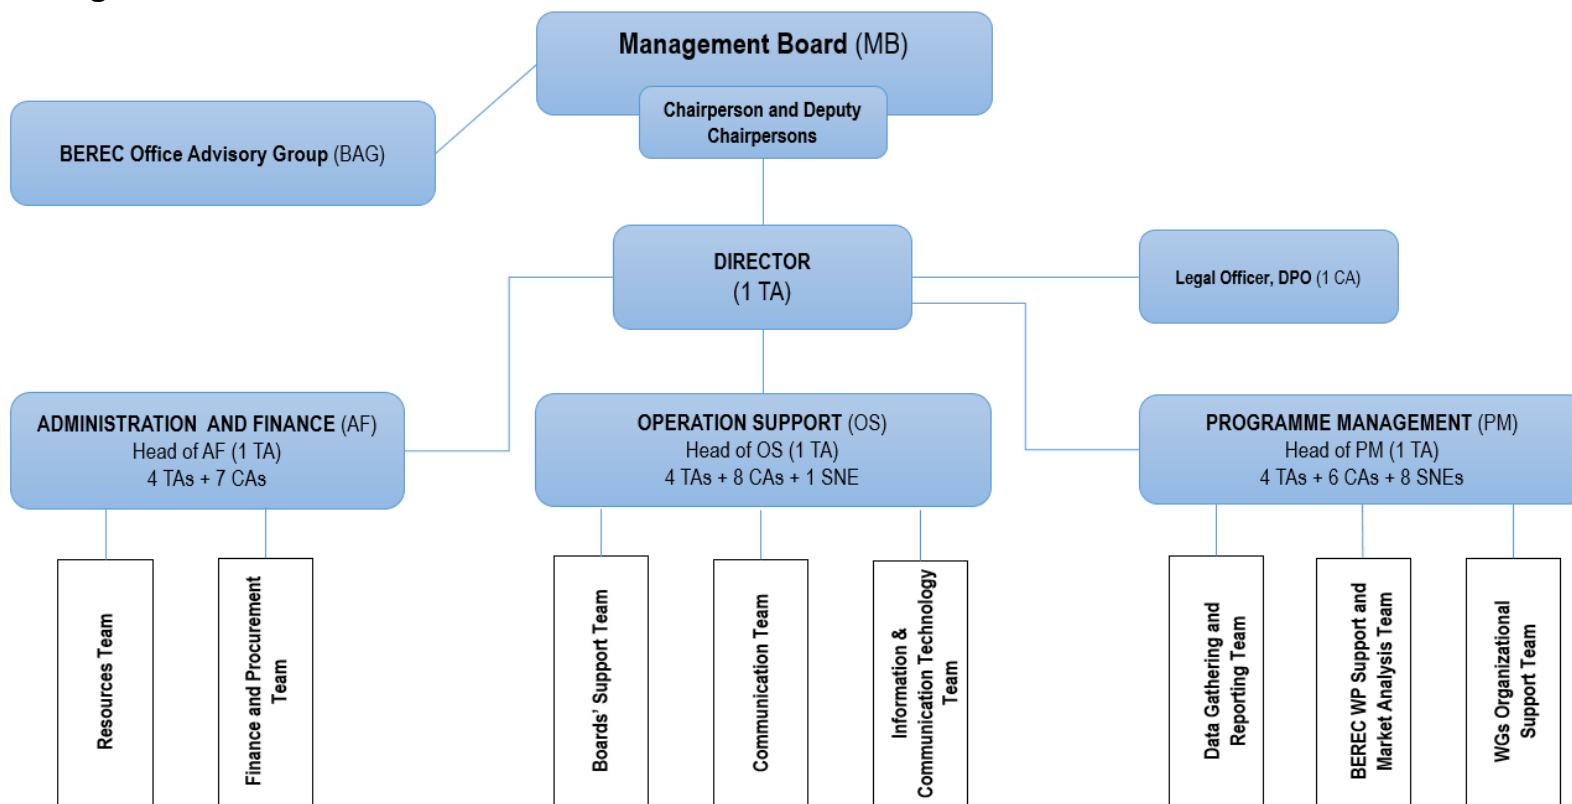 Management Board (MB)
Chairperson and Deputy
Chairpersons
BEREC Office Advisory Group (BAG)
DIRECTOR
(1 TA)
Legal Officer, DPO (1 CA)
ADMINISTRATION AND FINANCE (AF)
Head of AF (1 TA)
4 TAs + 7 CAs
OPERATION SUPPORT (OS)
Head of OS (1 TA)
4 TAs + 8 CAs + 1 SNE
PROGRAMME MANAGEMENT (PM)
Head of PM (1 TA)
4 TAs + 6 CAs + 8 SNEs
Resources Team
Finance and Procurement
Team
Boards' Support Team
Communication Team
Information &
Communication Technology
Team
Data Gathering and
Reporting Team
BEREC WP Support and
Market Analysis Team
WGs Organizational
Support Team